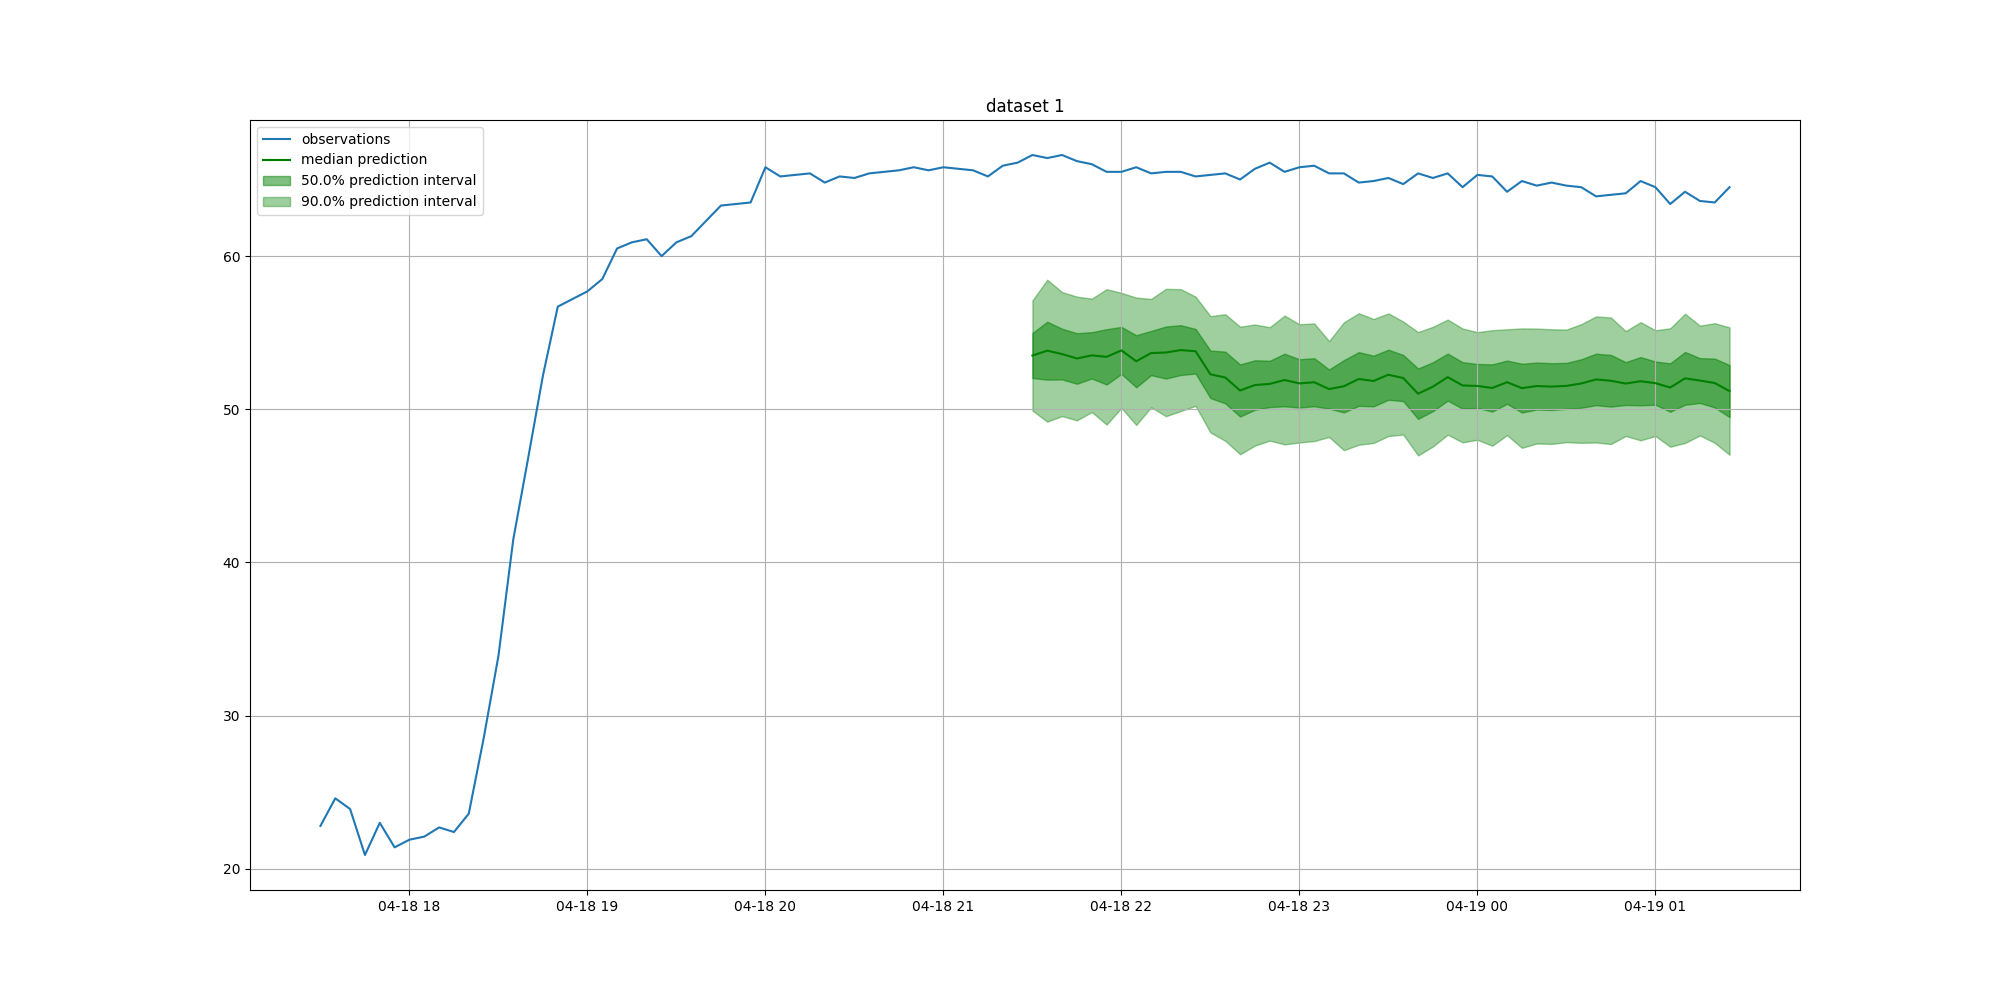 dataset 1
observations
median prediction
50.0% prediction interval
90.0% prediction interval
60
50
40
30
20
04-18 18
04-18 19
04-18 20
04-18 21
04-18 22
04-18 23
04-19 00
04-19 01